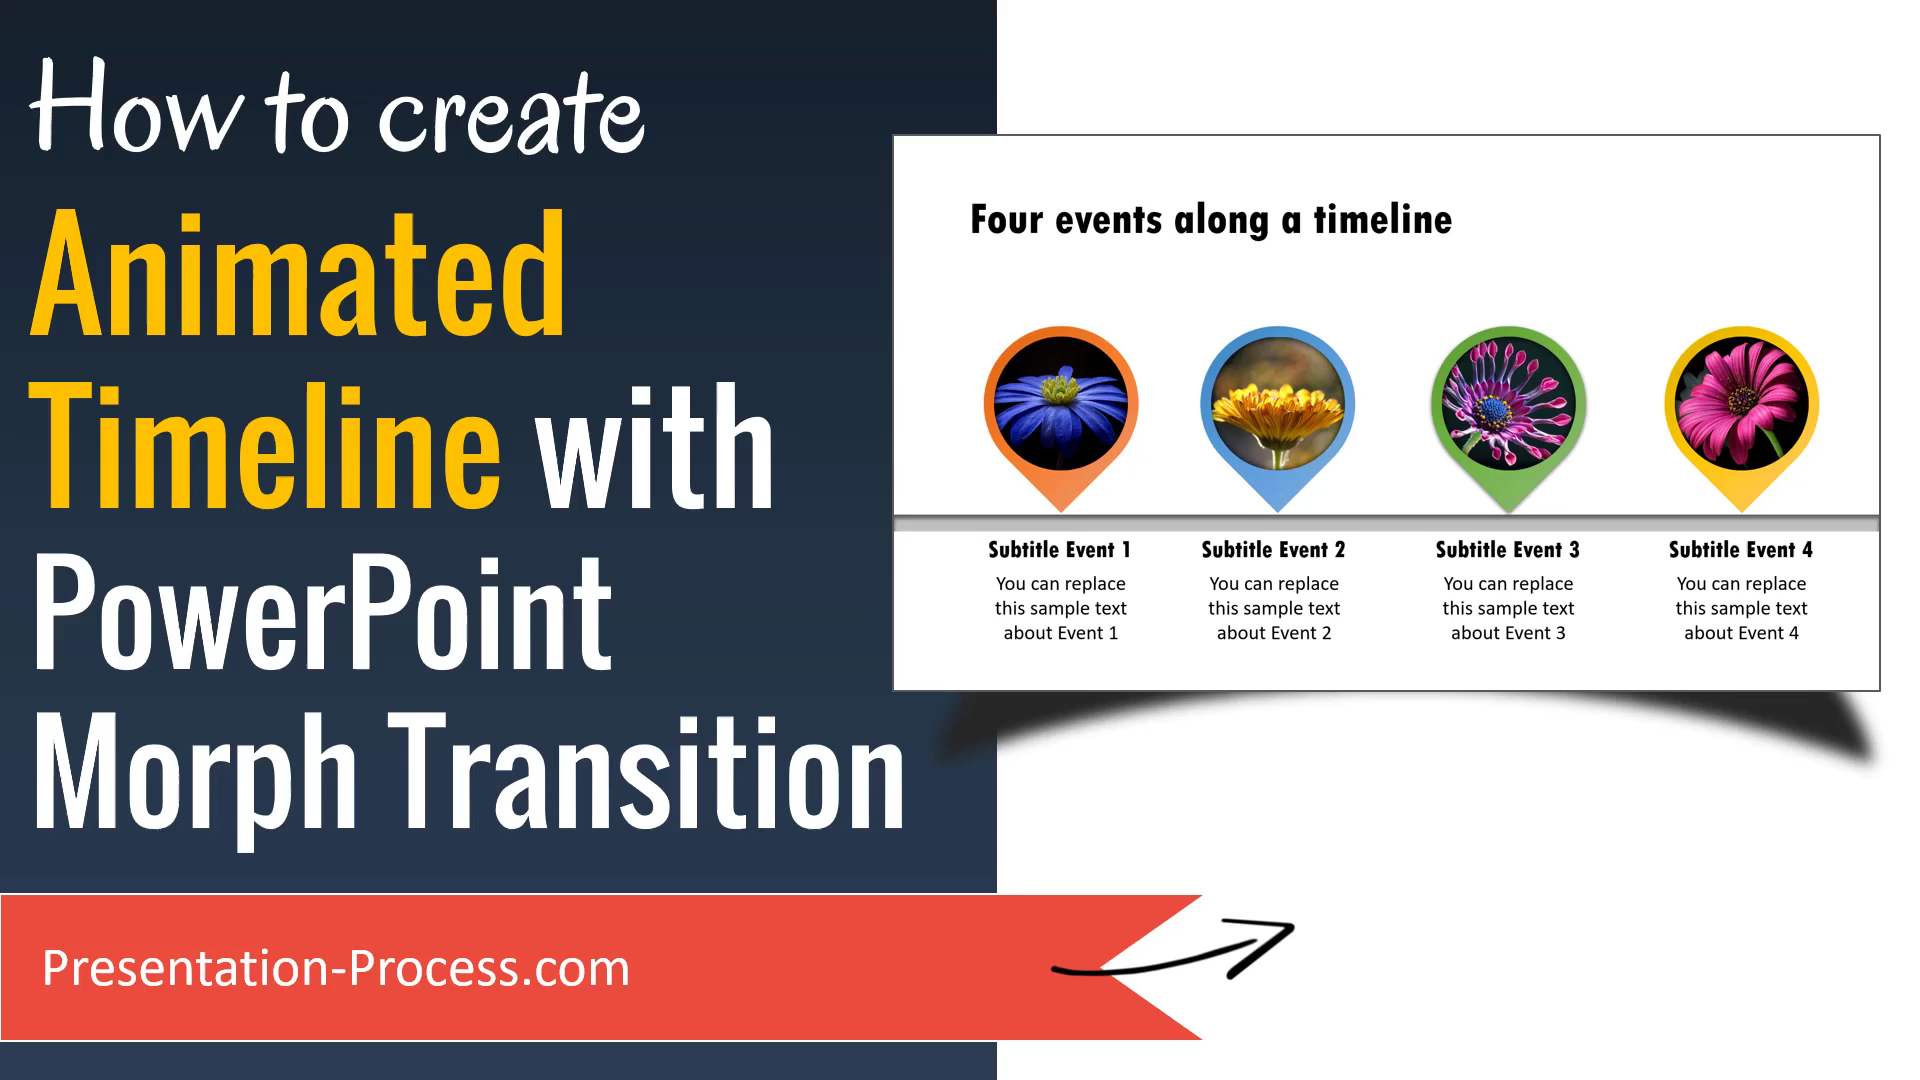 How to create
Animated
Timeline with
PowerPoint
Morph Transition
Presentation-Process.com
Four events along a timeline
Subtitle Event 1
You can replace
this sample text
about Event 1
Subtitle Event 2
You can replace
this sample text
about Event 2
Subtitle Event 3
You can replace
this sample text
about Event 3
Subtitle Event 4
You can replace
this sample text
about Event 4